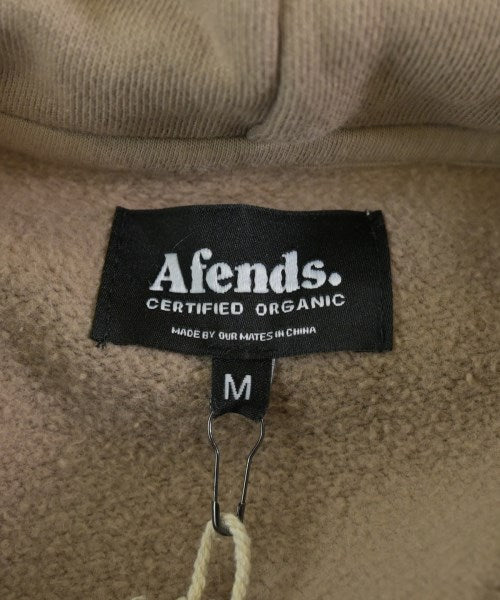 Afends.
CERTIFIED ORGANIC
MADE BY OUR MATES IN CHINA
M